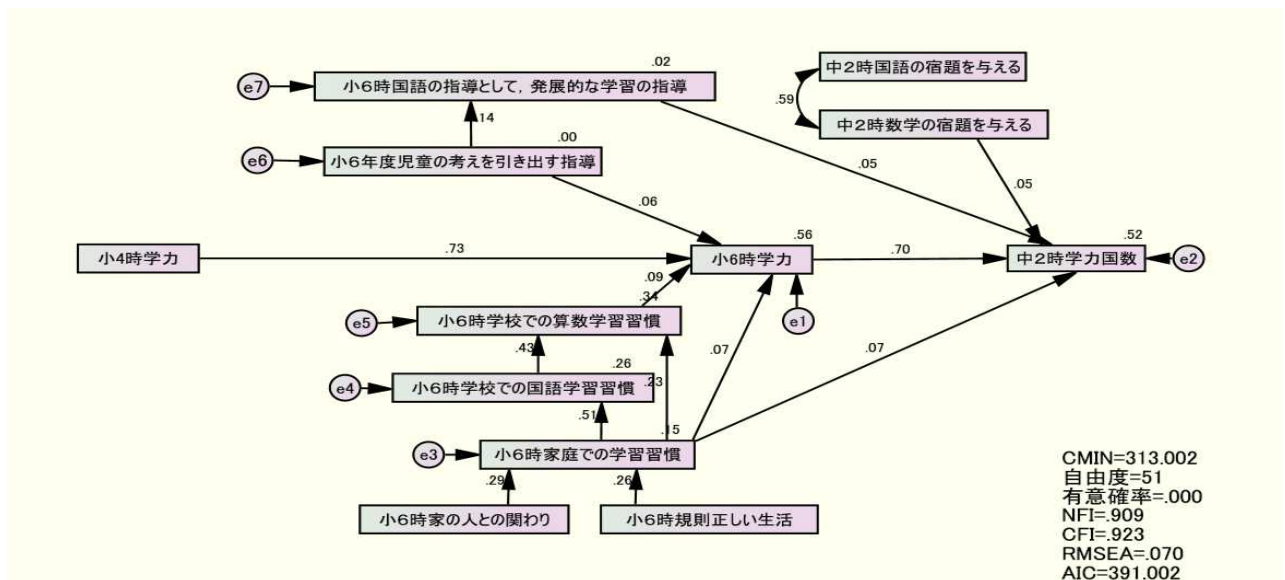 .02
e7
小6時国語の指導として，発展的な学習の指導
.14
.00
e6
小6年度児童の考えを引き出す指導
中2時国語の宿題を与える
.59
中2時数学の宿題を与える
.05
.05
.06
小4時学力
.73
.56
小6時学力
.70
.52
中2時学力国数
e2
.09
.34
e5
小6時学校での算数学習習慣
e1
.43
.26
.07
.07
e4
小6時学校での国語学習習慣
.23
.51
.15
e3
小6時家庭での学習習慣
.29
.26
小6時家の人との関わり
小6時規則正しい生活
CMIN=313.002
自由度=51
有意確率=.000
NFI=.909
CFI=.923
RMSEA=.070
AIC=391.002